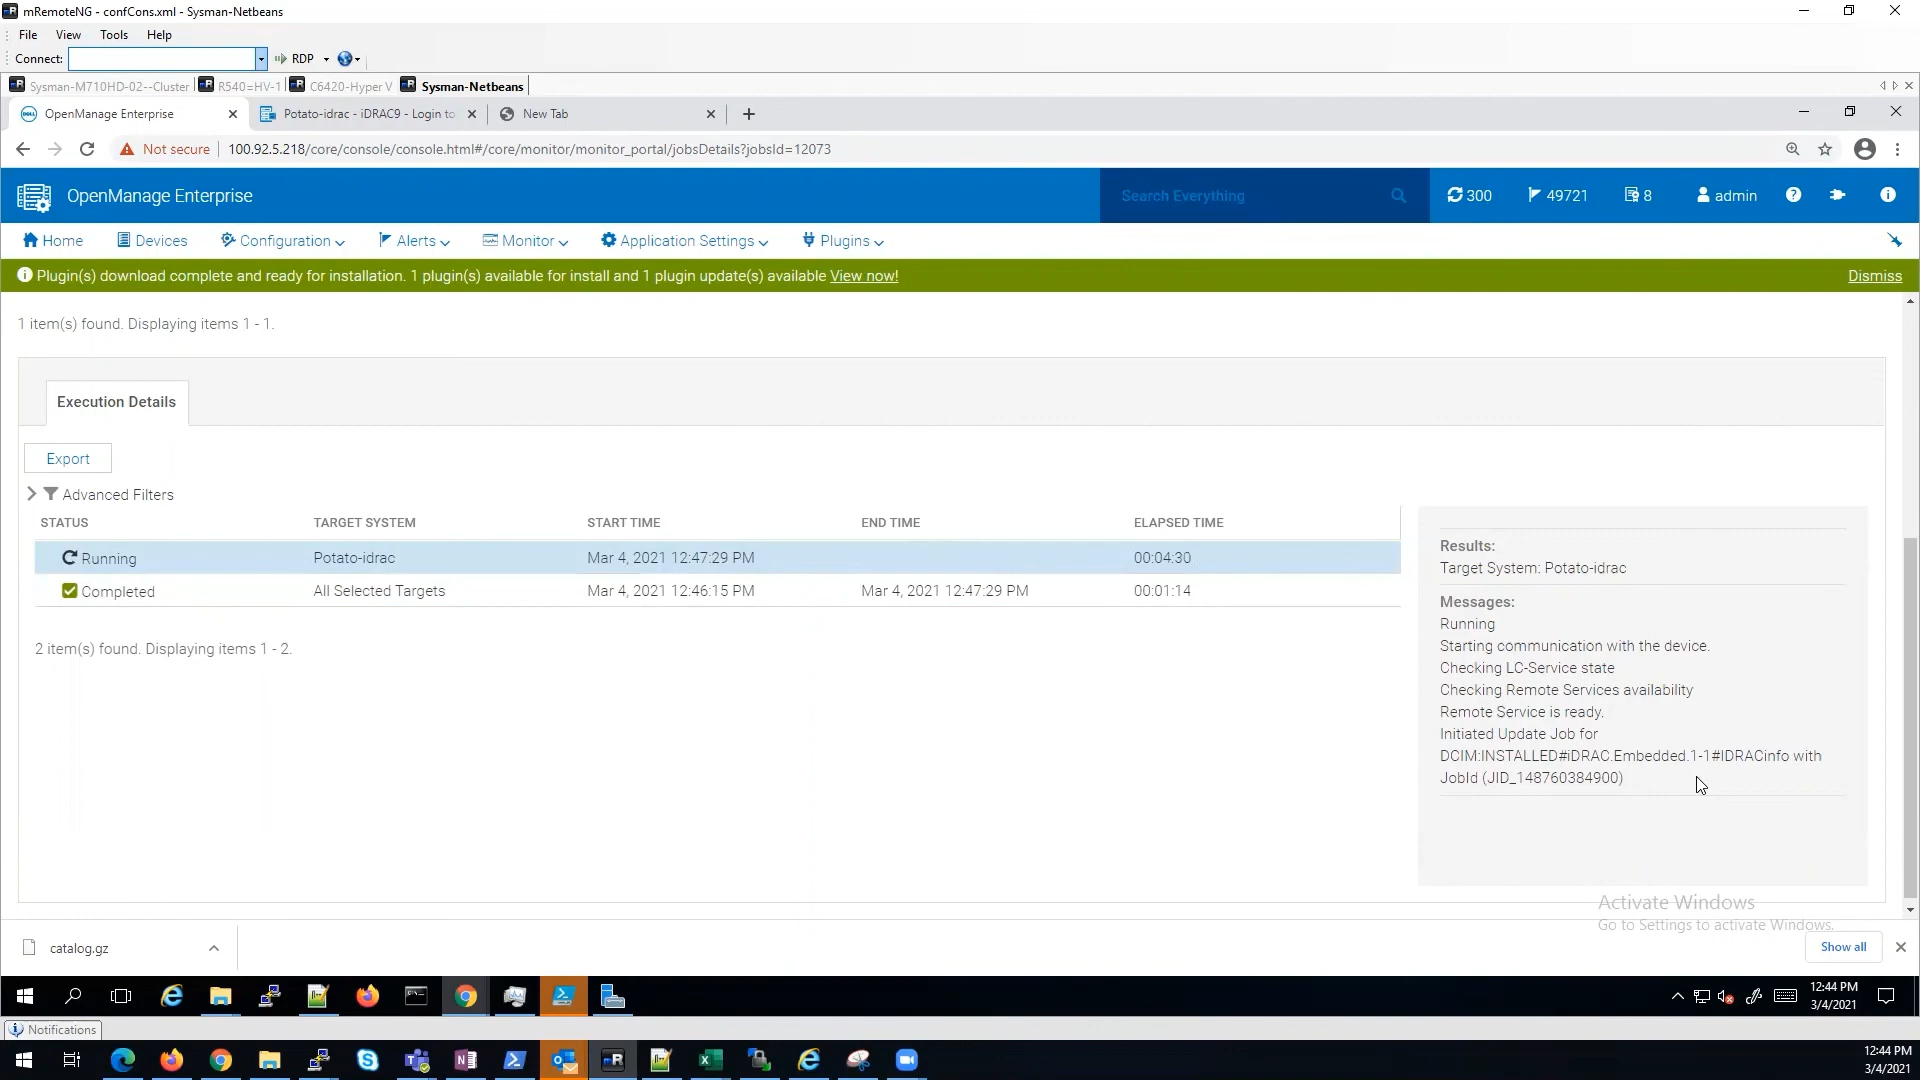 mRemoteNG - confCons.xml - Sysman-Netbeans
File View Tools Help
Connect: RDP
Sysman-M710HD-02--Cluster R540=HV-1 C6420-Hyper V Sysman-Netbeans
OpenManage Enterprise Potato-idrac - iDRAC9 - Login to New Tab
Not secure 100.92.5.218/core/console/console.html#/core/monitor/monitor_portal/jobsDetails?jobsId=12073
OpenManage Enterprise Search Everything 300 49721 8 admin
Home Devices Configuration Alerts Monitor Application Settings Plugins
Plugin(s) download complete and ready for installation. 1 plugin(s) available for install and 1 plugin update(s) available View now! Dismiss
1 item(s) found. Displaying items 1 - 1.
Execution Details
Export
Advanced Filters
STATUS TARGET SYSTEM START TIME END TIME ELAPSED TIME
Running Potato-idrac Mar 4, 2021 12:47:29 PM 00:04:30
Completed All Selected Targets Mar 4, 2021 12:46:15 PM Mar 4, 2021 12:47:29 PM 00:01:14
2 item(s) found. Displaying items 1 - 2.
Results:
Target System: Potato-idrac
Messages:
Running
Starting communication with the device.
Checking LC-Service state
Checking Remote Services availability
Remote Service is ready.
Initiated Update Job for
DCIM:INSTALLED#iDRAC.Embedded.1-1#IDRACinfo with
JobId (JID_148760384900)
Activate Windows
Go to Settings to activate Windows.
catalog.gz Show all
12:44 PM
3/4/2021
Notifications
12:44 PM
3/4/2021